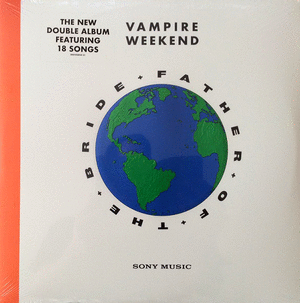 THE NEW
DOUBLE ALBUM
FEATURING
18 SONGS
VAMPIRE
WEEKEND
FATHER + OF + THE + BRIDE +
SONY MUSIC